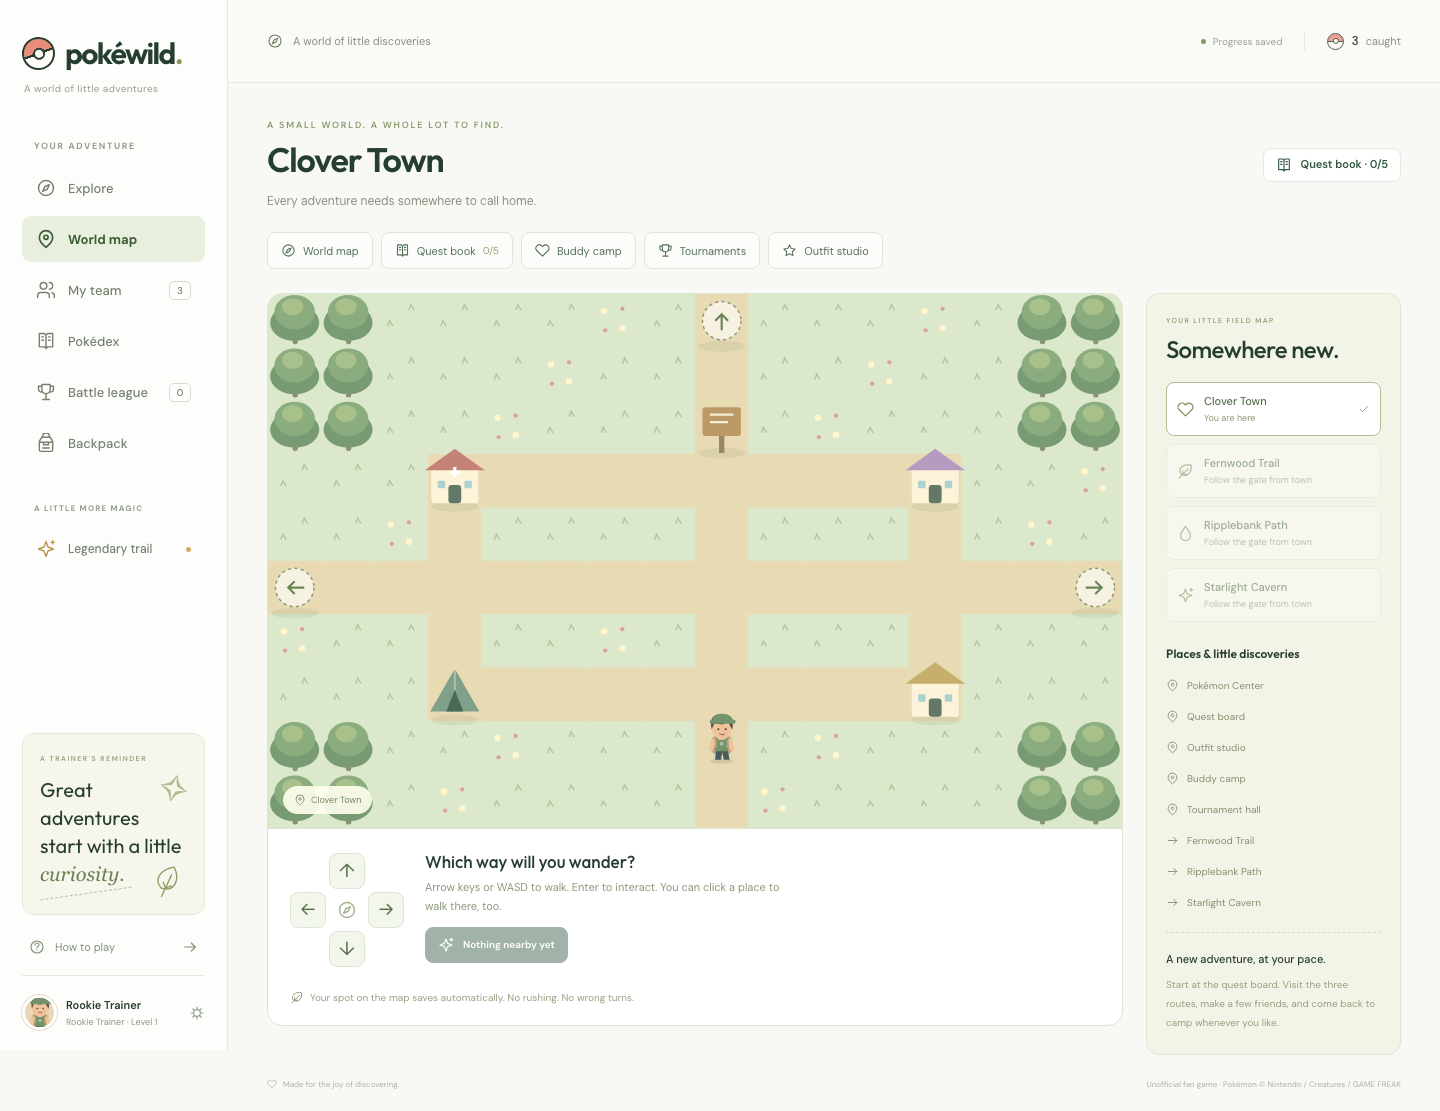 pokéwild.
A world of little adventures
YOUR ADVENTURE
Explore
World map
My team 3
Pokédex
Battle league 0
Backpack
A LITTLE MORE MAGIC
Legendary trail
A TRAINER'S REMINDER
Great
adventures
start with a little
curiosity.
How to play
Rookie Trainer
Rookie Trainer · Level 1
A world of little discoveries
Progress saved
3 caught
A SMALL WORLD. A WHOLE LOT TO FIND.
Clover Town
Every adventure needs somewhere to call home.
Quest book · 0/5
World map
Quest book 0/5
Buddy camp
Tournaments
Outfit studio
Clover Town
Which way will you wander?
Arrow keys or WASD to walk. Enter to interact. You can click a place to
walk there, too.
Nothing nearby yet
Your spot on the map saves automatically. No rushing. No wrong turns.
YOUR LITTLE FIELD MAP
Somewhere new.
Clover Town
You are here
Fernwood Trail
Follow the gate from town
Ripplebank Path
Follow the gate from town
Starlight Cavern
Follow the gate from town
Places & little discoveries
Pokémon Center
Quest board
Outfit studio
Buddy camp
Tournament hall
Fernwood Trail
Ripplebank Path
Starlight Cavern
A new adventure, at your pace.
Start at the quest board. Visit the three
routes, make a few friends, and come back to
camp whenever you like.
Made for the joy of discovering.
Unofficial fan game · Pokémon © Nintendo / Creatures / GAME FREAK